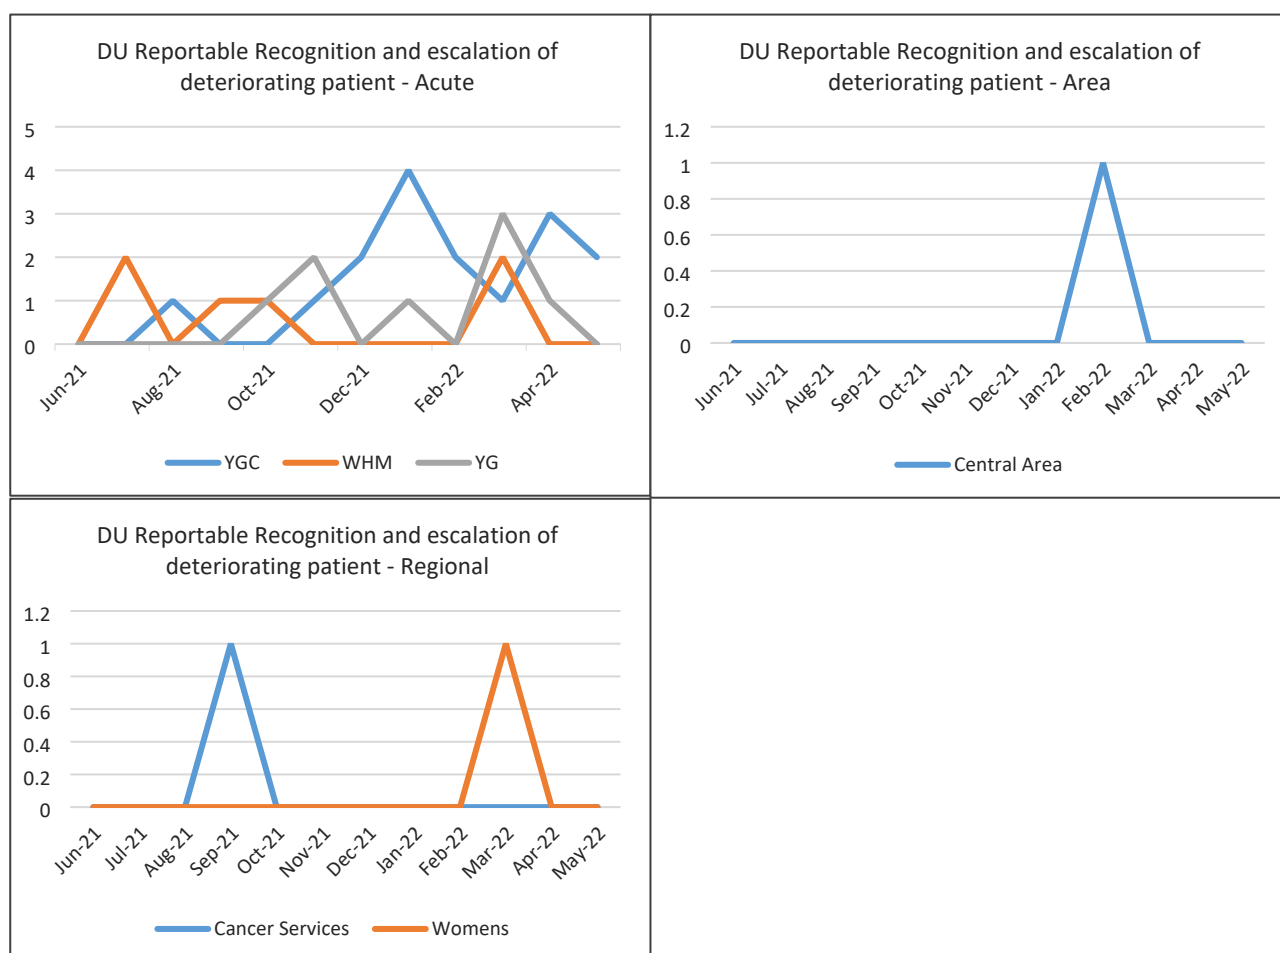 DU Reportable Recognition and escalation of
deteriorating patient - Acute
5
4
3
2
1
0
Jun-21
Aug-21
Oct-21
Dec-21
Feb-22
Apr-22
YGC
WHM
YG
DU Reportable Recognition and escalation of
deteriorating patient - Area
1.2
1
0.8
0.6
0.4
0.2
0
Jun-21
Jul-21
Aug-21
Sep-21
Oct-21
Nov-21
Dec-21
Jan-22
Feb-22
Mar-22
Apr-22
May-22
Central Area
DU Reportable Recognition and escalation of
deteriorating patient - Regional
1.2
1
0.8
0.6
0.4
0.2
0
Jun-21
Jul-21
Aug-21
Sep-21
Oct-21
Nov-21
Dec-21
Jan-22
Feb-22
Mar-22
Apr-22
May-22
Cancer Services
Womens